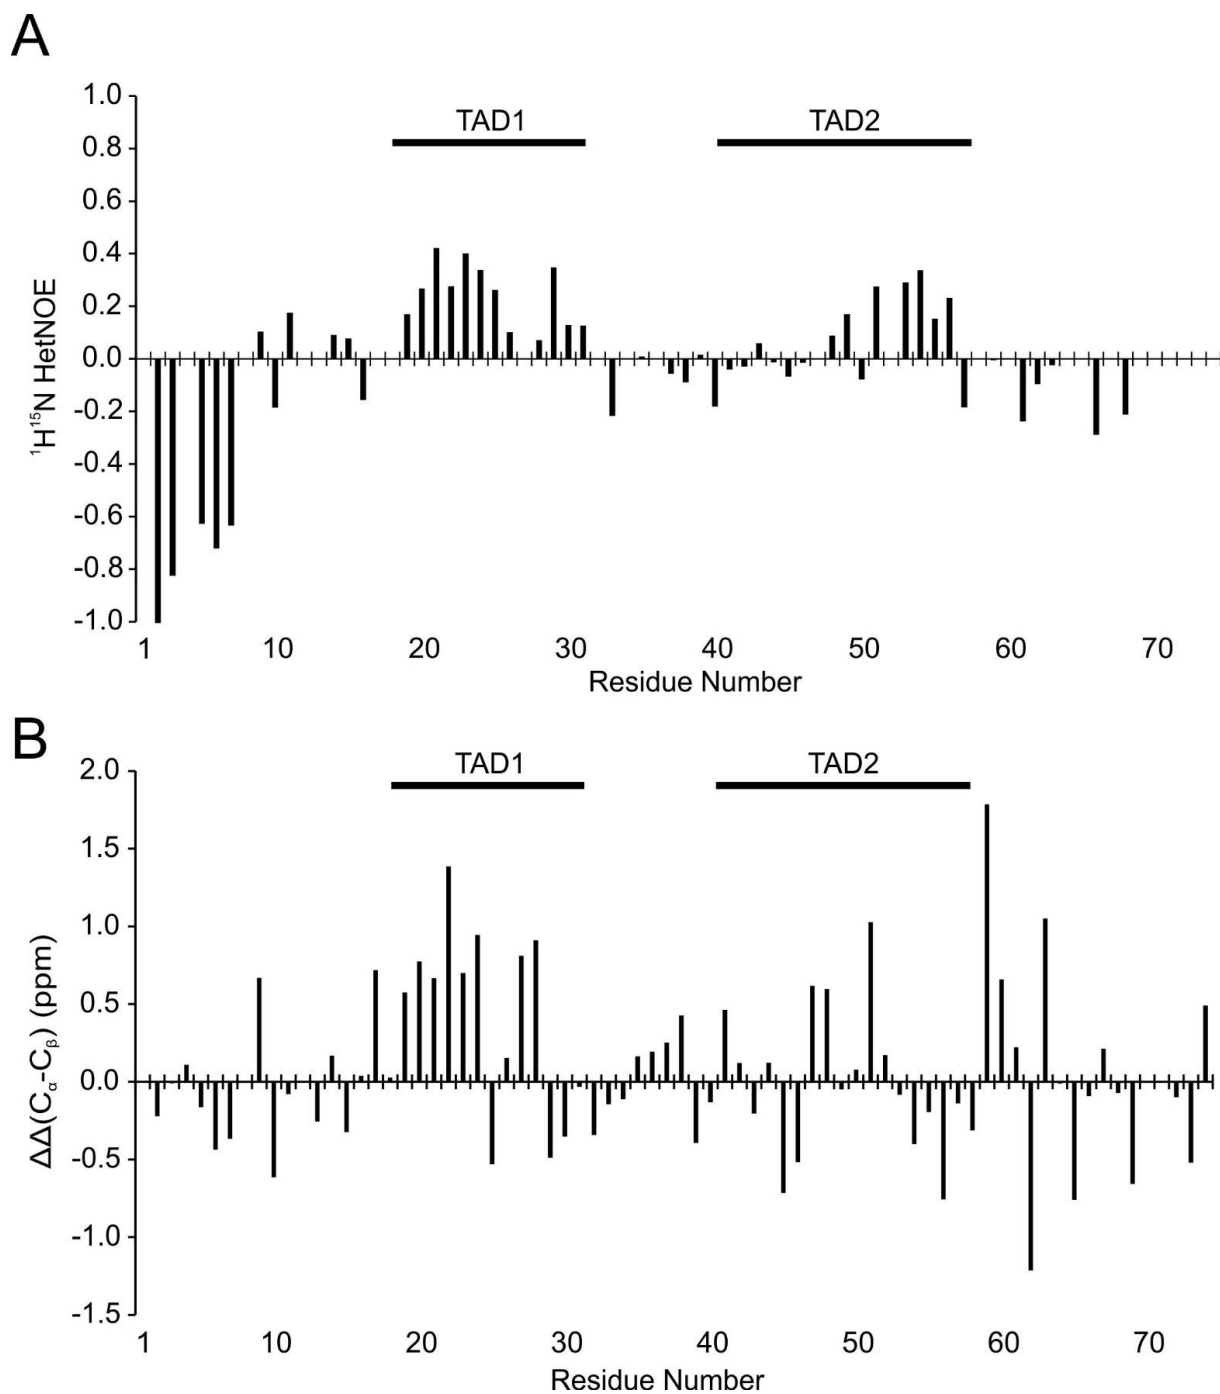 A
TAD1 TAD2
1.0
0.8
0.6
0.4
0.2
0.0
-0.2
-0.4
-0.6
-0.8
-1.0
¹H¹⁵N HetNOE
1 10 20 30 40 50 60 70
Residue Number
B
TAD1 TAD2
2.0
1.5
1.0
0.5
0.0
-0.5
-1.0
-1.5
ΔΔ(Cα-Cβ) (ppm)
1 10 20 30 40 50 60 70
Residue Number